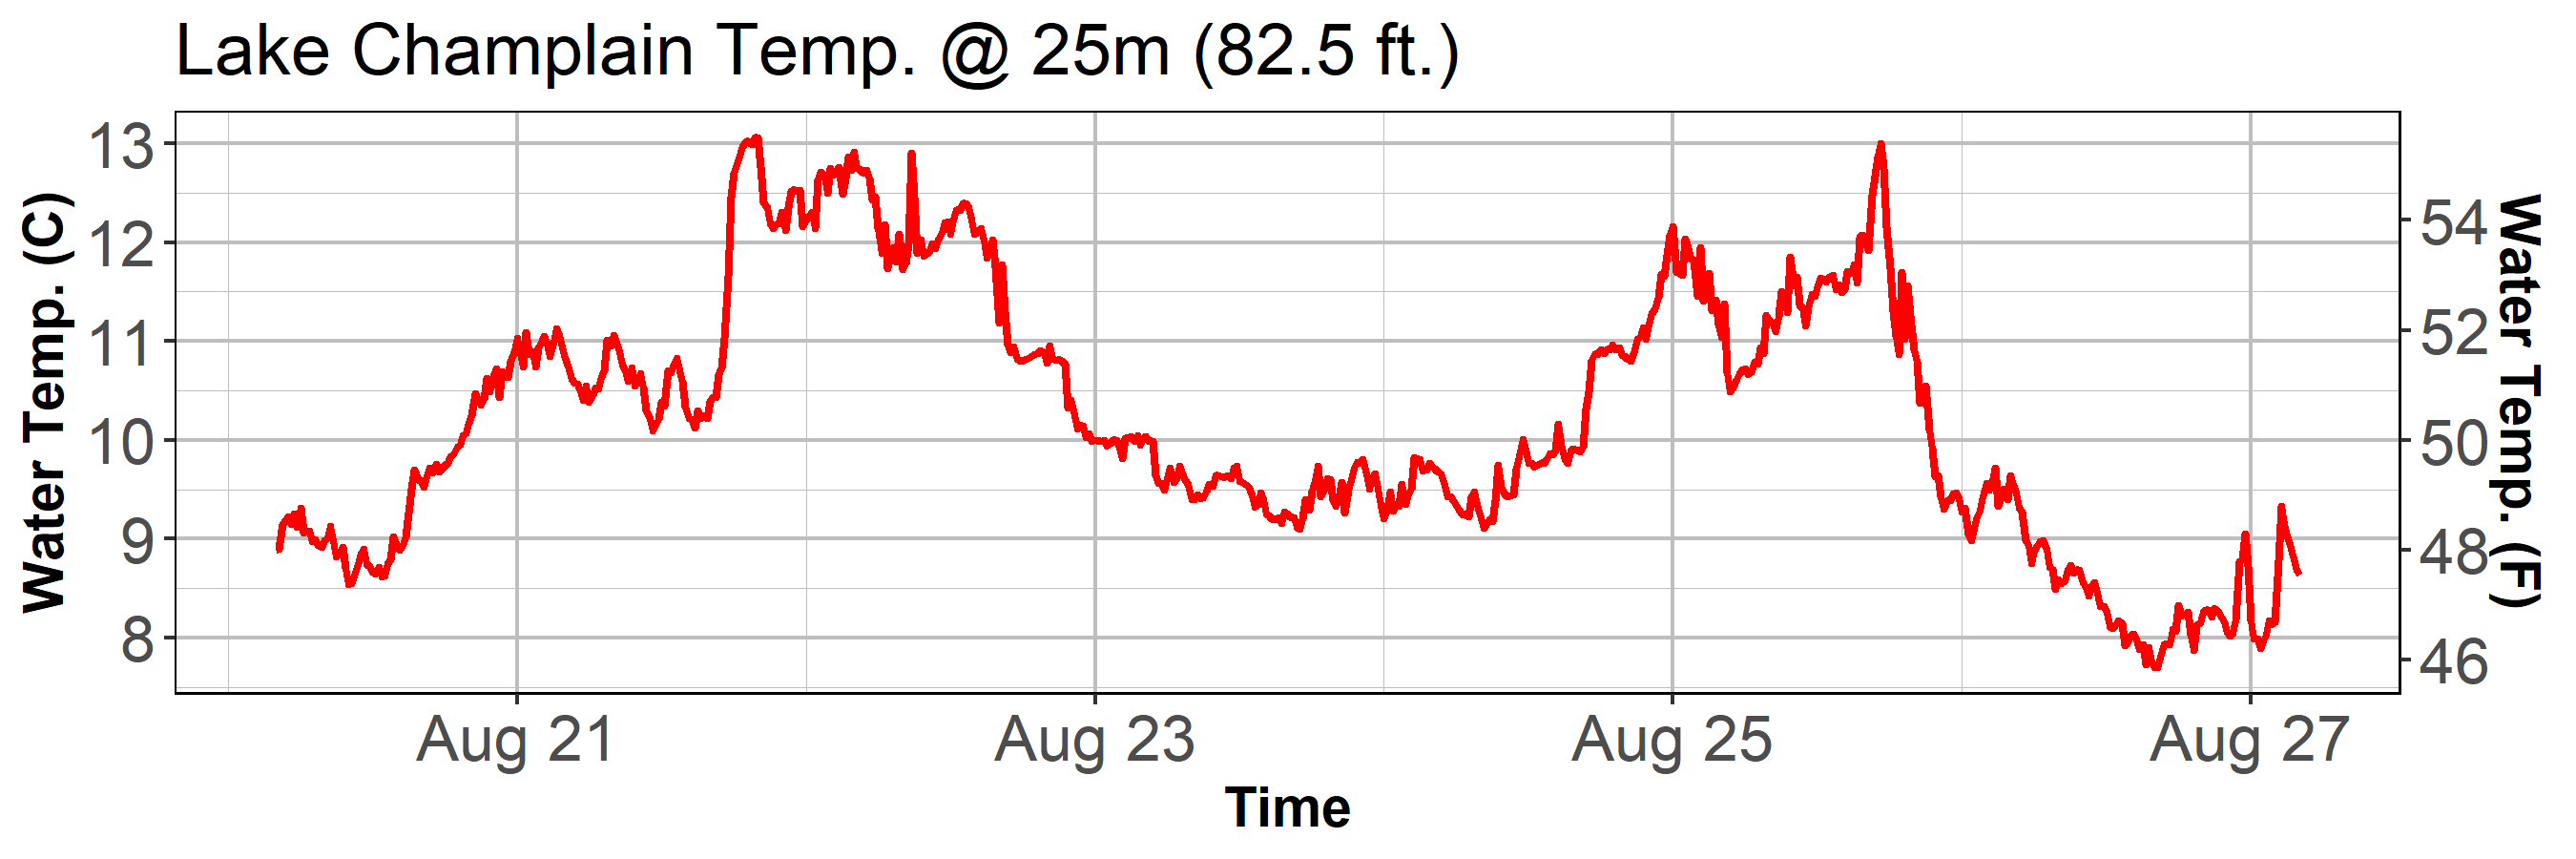 Lake Champlain Temp. @ 25m (82.5 ft.)
Water Temp. (C)
13
12
11
10
9
8
54
52
50
48
46
Water Temp. (F)
Aug 21
Aug 23
Aug 25
Aug 27
Time